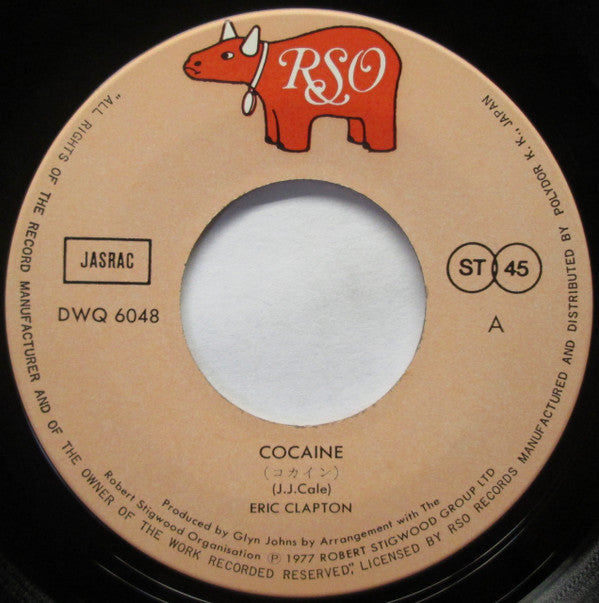 RSO
JASRAC
DWQ 6048
ST 45
A
COCAINE
(コカイン)
(J.J.Cale)
ERIC CLAPTON
Produced by Glyn Johns by Arrangement with The
Robert Stigwood Organisation Ⓟ 1977 ROBERT STIGWOOD GROUP LTD
"ALL RIGHTS OF THE RECORD MANUFACTURER AND OF THE OWNER OF THE WORK RECORDED RESERVED", LICENSED BY RSO RECORDS MANUFACTURED AND DISTRIBUTED BY POLYDOR K. K., JAPAN